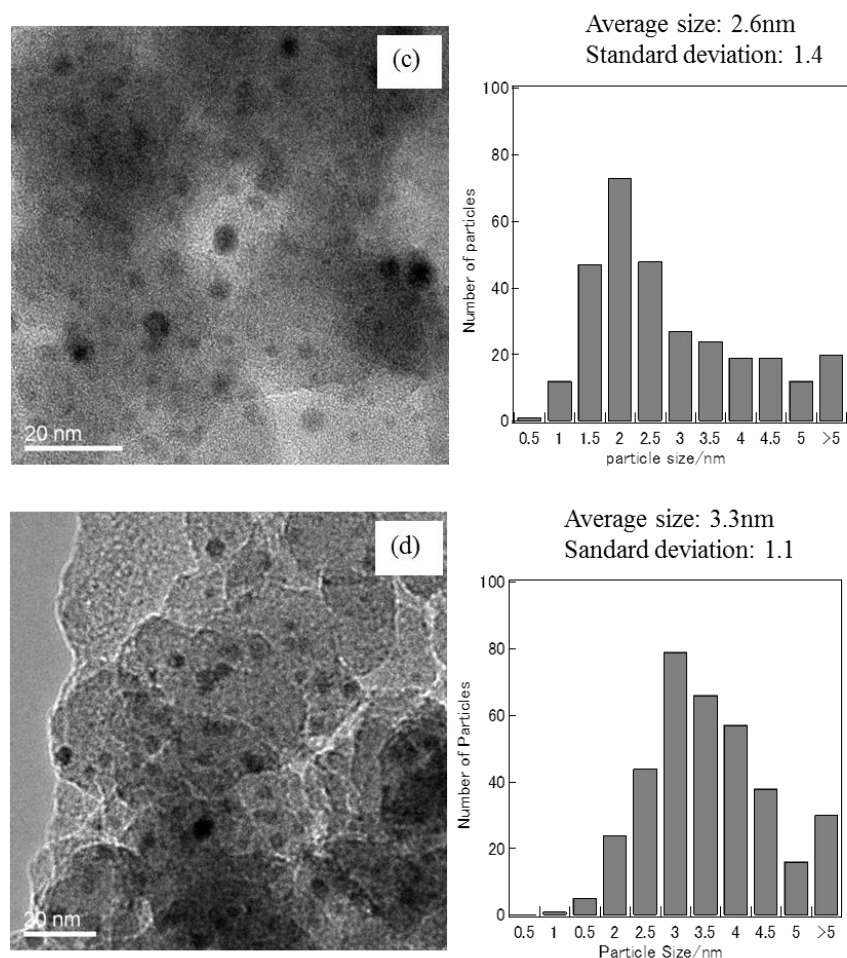 (c)
20 nm
Average size: 2.6nm
Standard deviation: 1.4
Number of particles
100
80
60
40
20
0
0.5 1 1.5 2 2.5 3 3.5 4 4.5 5 >5
particle size/nm
(d)
20 nm
Average size: 3.3nm
Sandard deviation: 1.1
Number of Particles
100
80
60
40
20
0
0.5 1 0.5 2 2.5 3 3.5 4 4.5 5 >5
Particle Size/nm